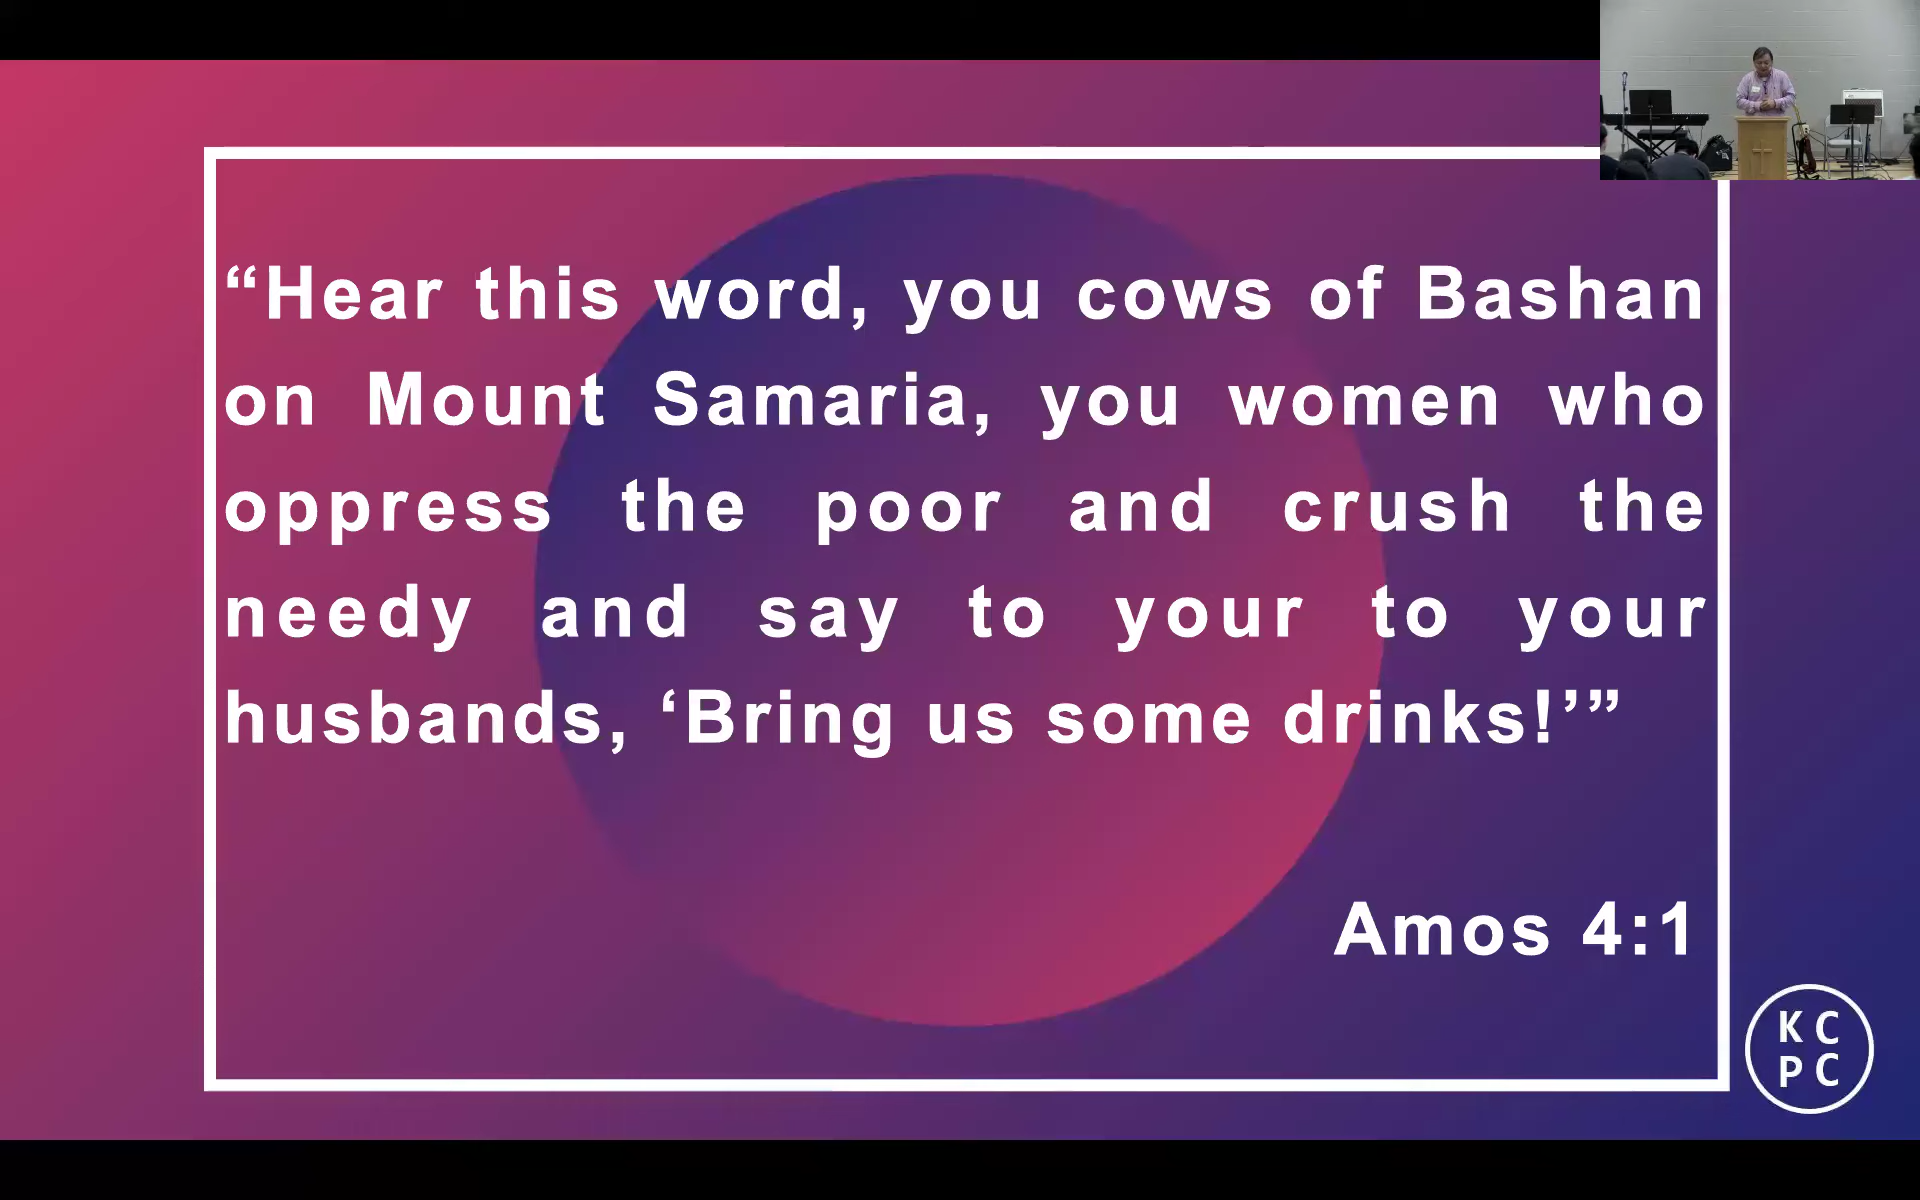 “Hear this word, you cows of Bashan
on Mount Samaria, you women who
oppress the poor and crush the
needy and say to your to your
husbands, ‘Bring us some drinks!’”
Amos 4:1
K C
P C